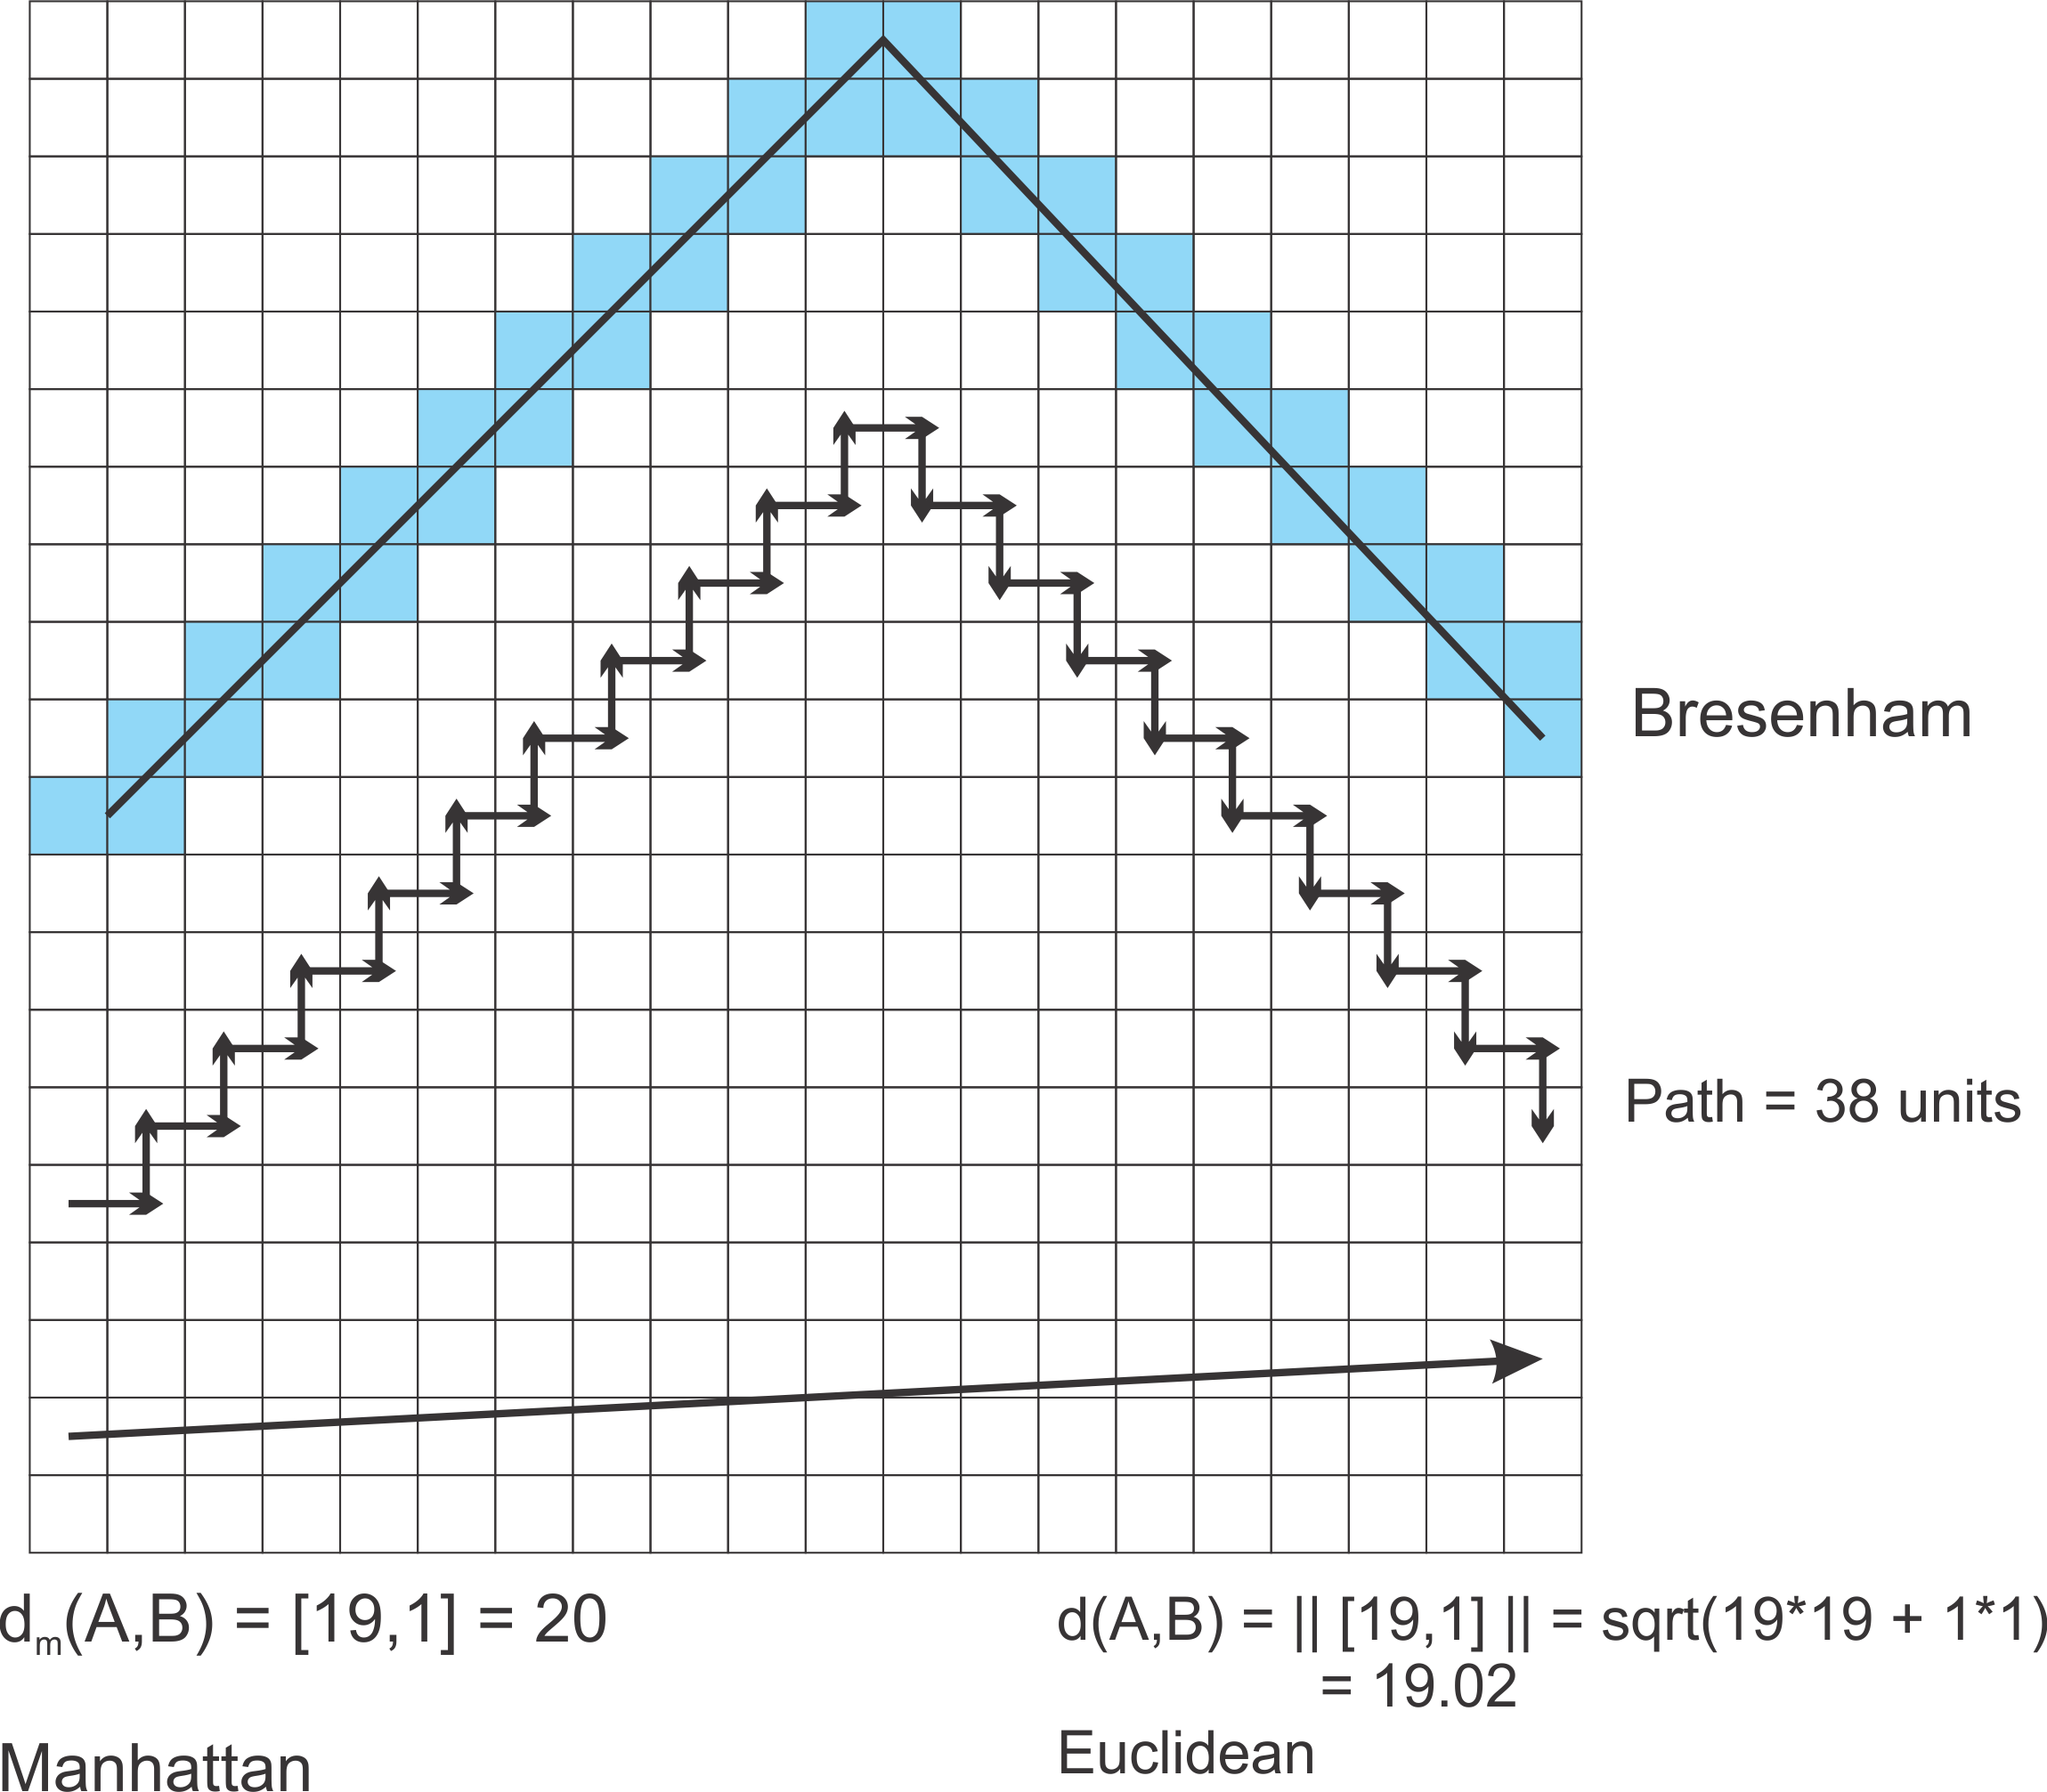 Bresenham
Path = 38 units
dm(A,B) = [19,1] = 20
Manhattan
d(A,B) = || [19,1] || = sqrt(19*19 + 1*1)
= 19.02
Euclidean